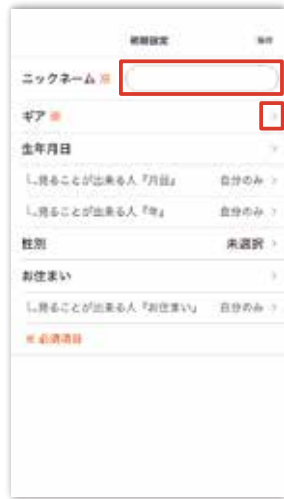 初期設定 保存
ニックネーム ※
ギア ※
生年月日
見ることが出来る人『月日』 自分のみ
見ることが出来る人『年』 自分のみ
性別 未選択
お住まい
見ることが出来る人『お住まい』 自分のみ
※ 必須項目